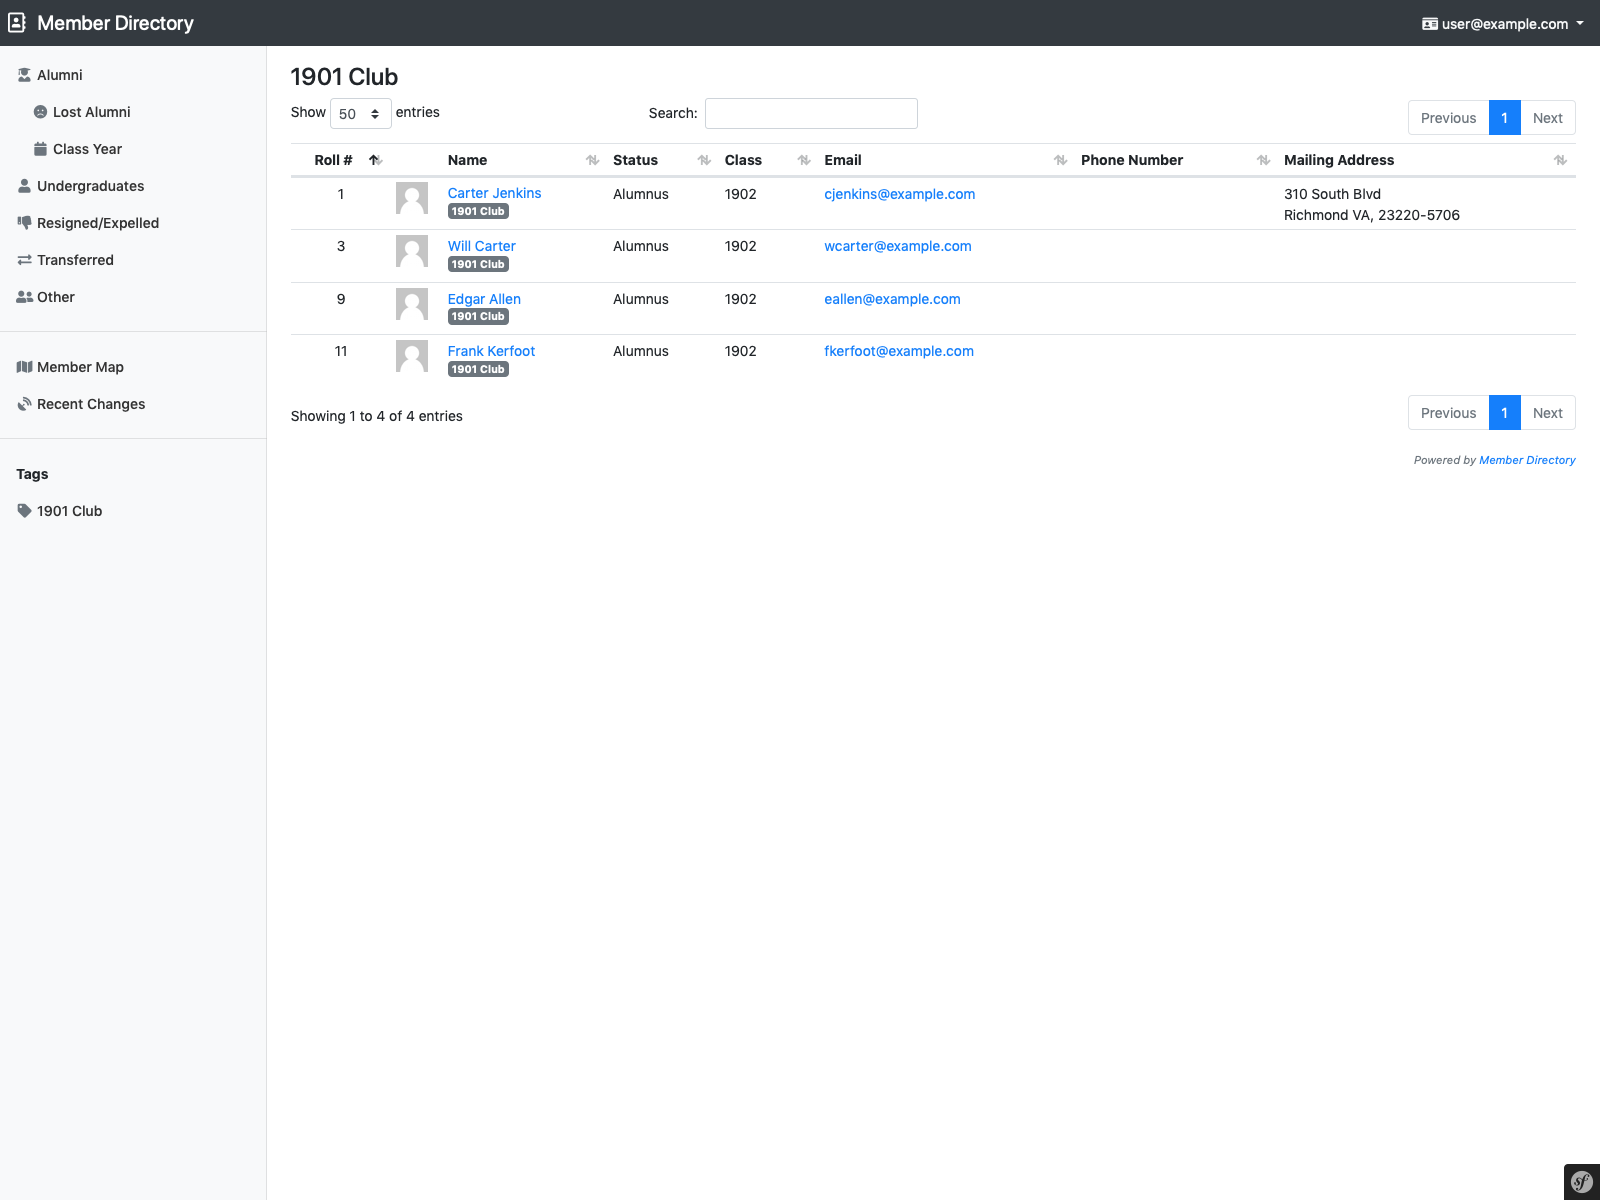 Member Directory
user@example.com
Alumni
Lost Alumni
Class Year
Undergraduates
Resigned/Expelled
Transferred
Other
Member Map
Recent Changes
Tags
1901 Club
1901 Club
Show 50 entries
Search:
Previous 1 Next
Roll # Name Status Class Email Phone Number Mailing Address
1 Carter Jenkins Alumnus 1902 cjenkins@example.com 310 South Blvd
1901 Club Richmond VA, 23220-5706
3 Will Carter Alumnus 1902 wcarter@example.com
1901 Club
9 Edgar Allen Alumnus 1902 eallen@example.com
1901 Club
11 Frank Kerfoot Alumnus 1902 fkerfoot@example.com
1901 Club
Showing 1 to 4 of 4 entries
Previous 1 Next
Powered by Member Directory
sf